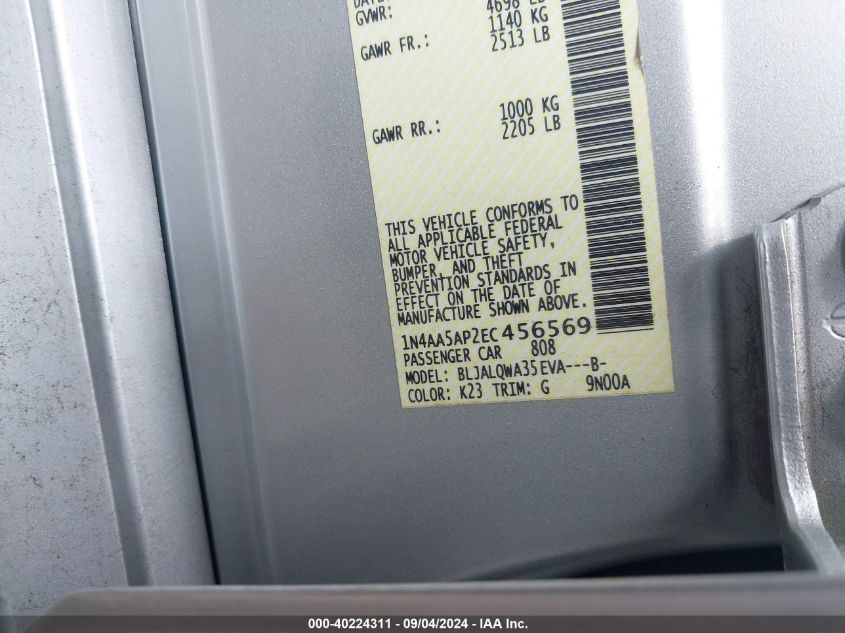 GVWR: 4698 LB
1140 KG
GAWR FR.: 2513 LB
1000 KG
GAWR RR.: 2205 LB
THIS VEHICLE CONFORMS TO
ALL APPLICABLE FEDERAL
MOTOR VEHICLE SAFETY,
BUMPER, AND THEFT
PREVENTION STANDARDS IN
EFFECT ON THE DATE OF
MANUFACTURE SHOWN ABOVE.
1N4AA5AP2EC456569
PASSENGER CAR 808
MODEL: BLJALQWA35EVA---B-
COLOR: K23 TRIM: G 9N00A
000-40224311 - 09/04/2024 - IAA Inc.